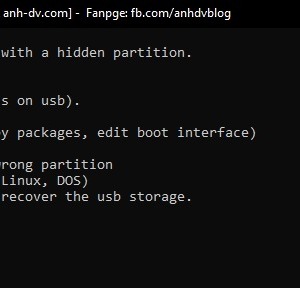 anh-dv.com] - Fanpge: fb.com/anhdvblog
with a hidden partition.
s on usb).
y packages, edit boot interface)
rong partition
Linux, DOS)
recover the usb storage.